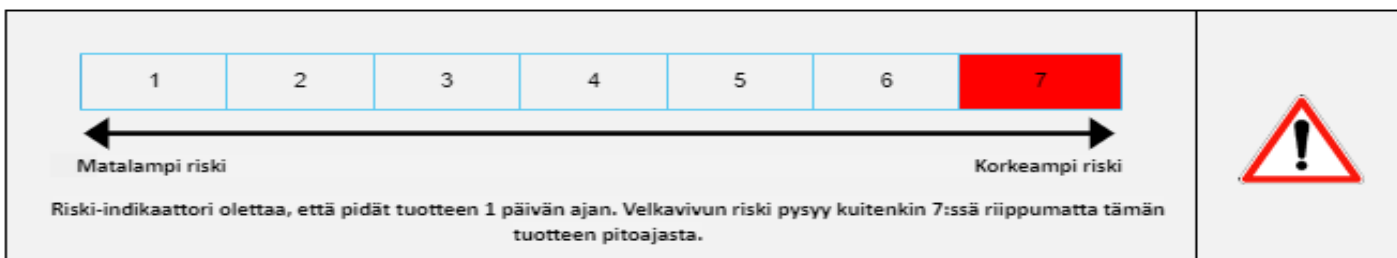 1 2 3 4 5 6 7
Matalampi riski Korkeampi riski
Riski-indikaattori olettaa, että pidät tuotteen 1 päivän ajan. Velkavivun riski pysyy kuitenkin 7:ssä riippumatta tämän
tuotteen pitoajasta.